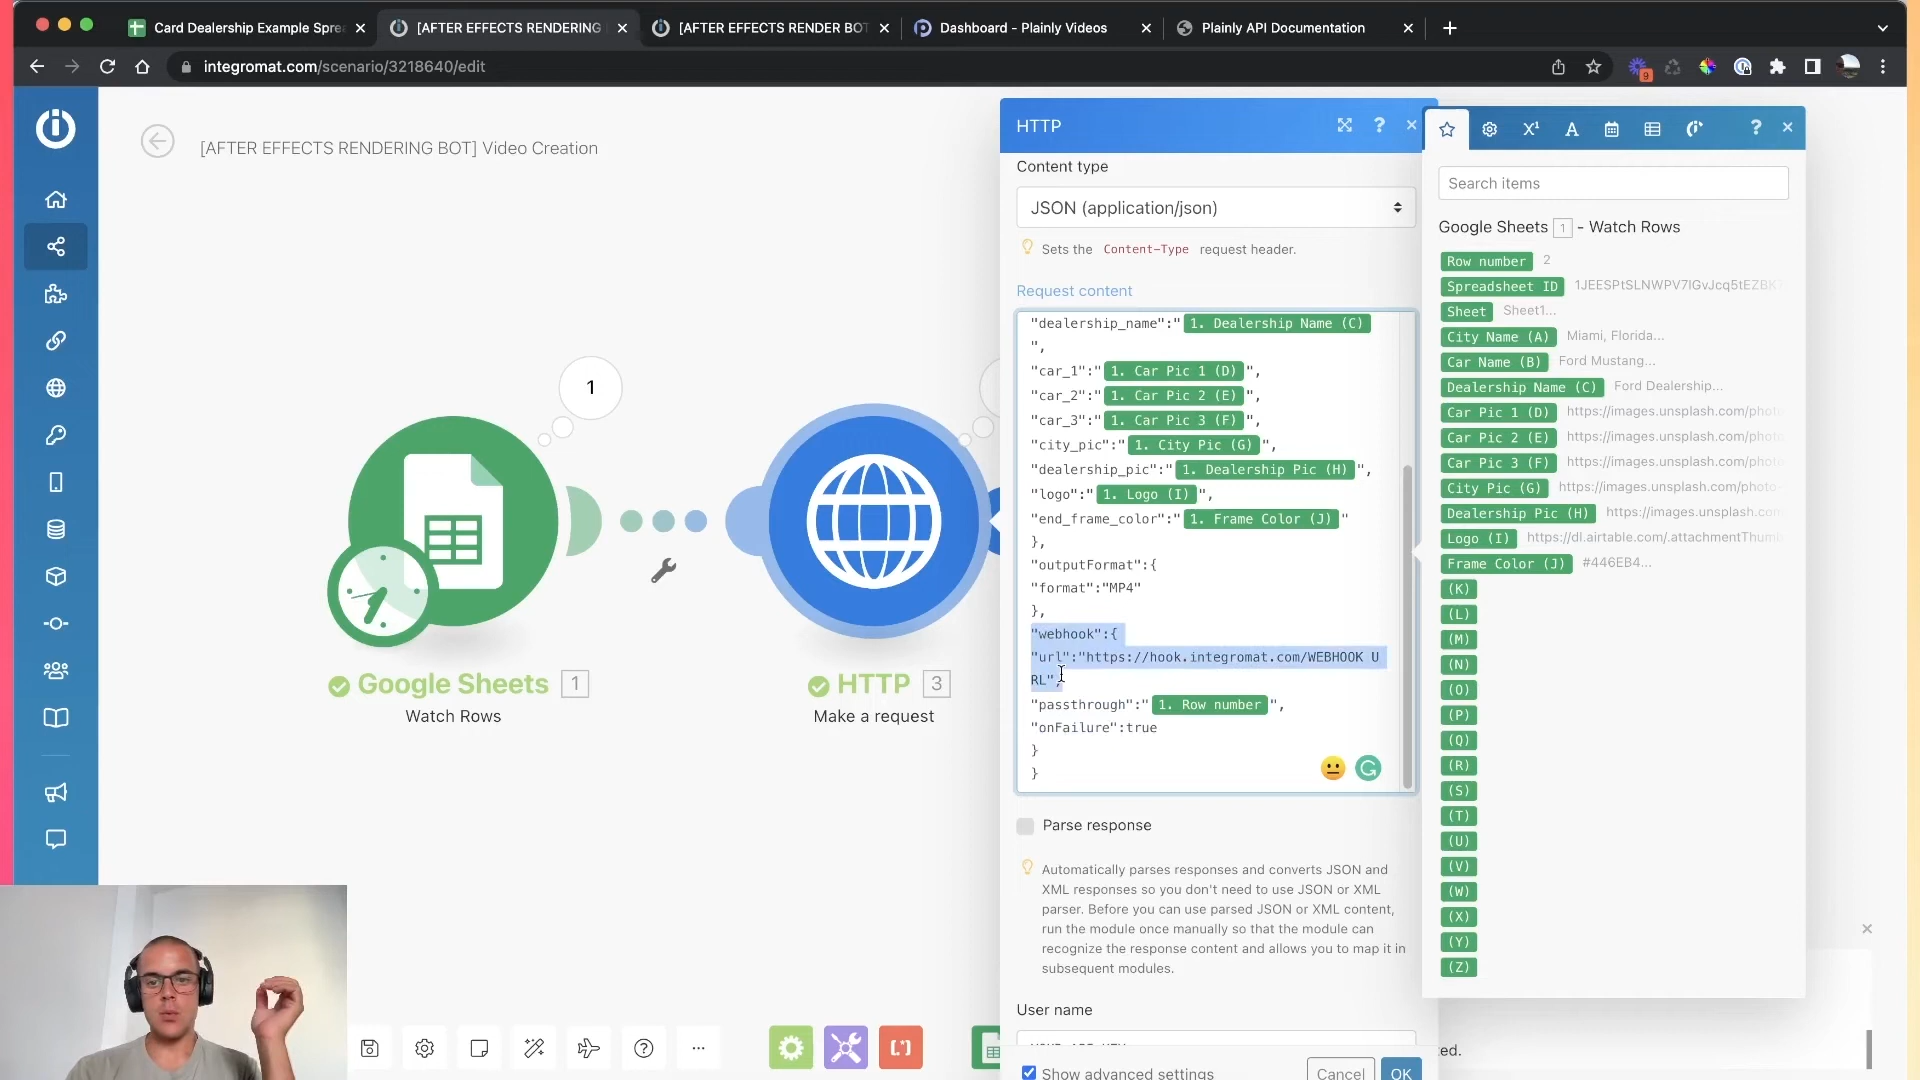 Card Dealership Example Spre
[AFTER EFFECTS RENDERING
[AFTER EFFECTS RENDER BOT
Dashboard - Plainly Videos
Plainly API Documentation
integromat.com/scenario/3218640/edit
9
[AFTER EFFECTS RENDERING BOT] Video Creation
1
Google Sheets 1
Watch Rows
HTTP 3
Make a request
HTTP
Content type
JSON (application/json)
Sets the Content-Type request header.
Request content
"dealership_name":" 1. Dealership Name (C)
",
"car_1":" 1. Car Pic 1 (D) ",
"car_2":" 1. Car Pic 2 (E) ",
"car_3":" 1. Car Pic 3 (F) ",
"city_pic":" 1. City Pic (G) ",
"dealership_pic":" 1. Dealership Pic (H) ",
"logo":" 1. Logo (I) ",
"end_frame_color":" 1. Frame Color (J) "
},
"outputFormat":{
"format":"MP4"
},
"webhook":{
"url":"https://hook.integromat.com/WEBHOOK U
RL",
"passthrough":" 1. Row number ",
"onFailure":true
}
}
Parse response
Automatically parses responses and converts JSON and
XML responses so you don't need to use JSON or XML
parser. Before you can use parsed JSON or XML content,
run the module once manually so that the module can
recognize the response content and allows you to map it in
subsequent modules.
User name
Show advanced settings
Cancel
OK
Search items
Google Sheets 1 - Watch Rows
Row number 2
Spreadsheet ID 1JEESPtSLNWPV7IGvJcq5tEZBK
Sheet Sheet1...
City Name (A) Miami, Florida...
Car Name (B) Ford Mustang...
Dealership Name (C) Ford Dealership...
Car Pic 1 (D) https://images.unsplash.com/photo
Car Pic 2 (E) https://images.unsplash.com/photo
Car Pic 3 (F) https://images.unsplash.com/photo
City Pic (G) https://images.unsplash.com/photo-
Dealership Pic (H) https://images.unsplash.com
Logo (I) https://dl.airtable.com/.attachmentThum
Frame Color (J) #446EB4...
(K)
(L)
(M)
(N)
(O)
(P)
(Q)
(R)
(S)
(T)
(U)
(V)
(W)
(X)
(Y)
(Z)
ed.